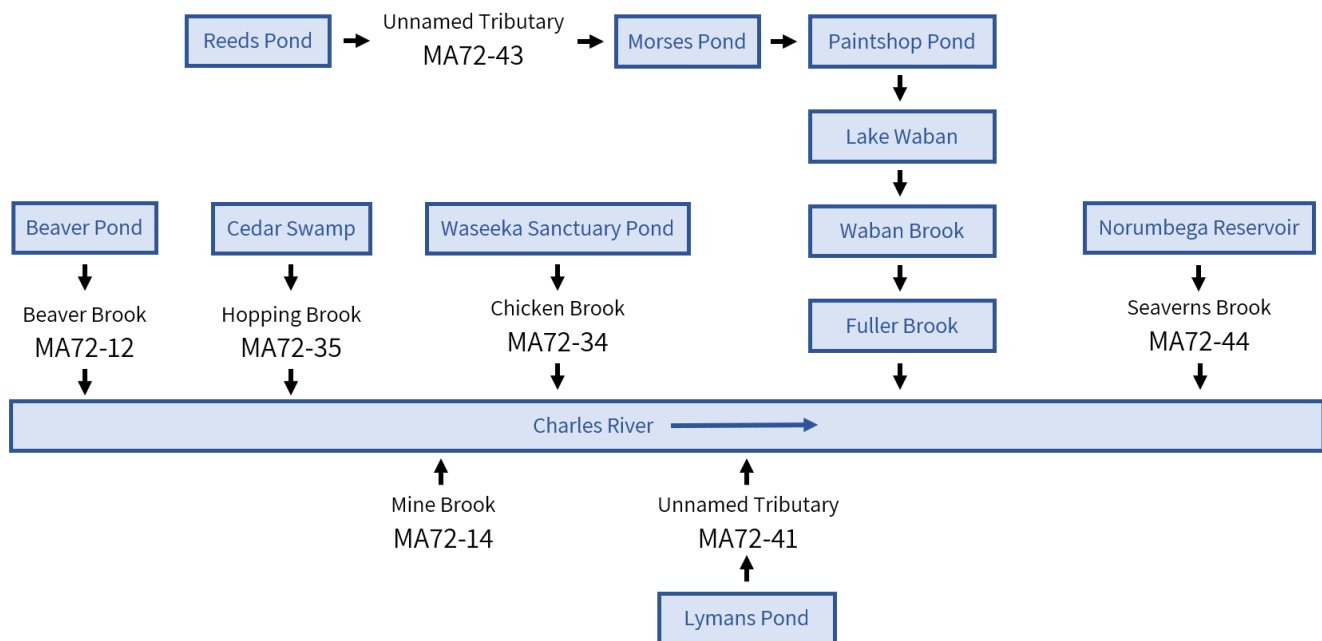 Reeds Pond
Unnamed Tributary
MA72-43
Morses Pond
Paintshop Pond
Lake Waban
Beaver Pond
Cedar Swamp
Waseeka Sanctuary Pond
Waban Brook
Norumbega Reservoir
Beaver Brook
MA72-12
Hopping Brook
MA72-35
Chicken Brook
MA72-34
Fuller Brook
Seaverns Brook
MA72-44
Charles River
Mine Brook
MA72-14
Unnamed Tributary
MA72-41
Lymans Pond